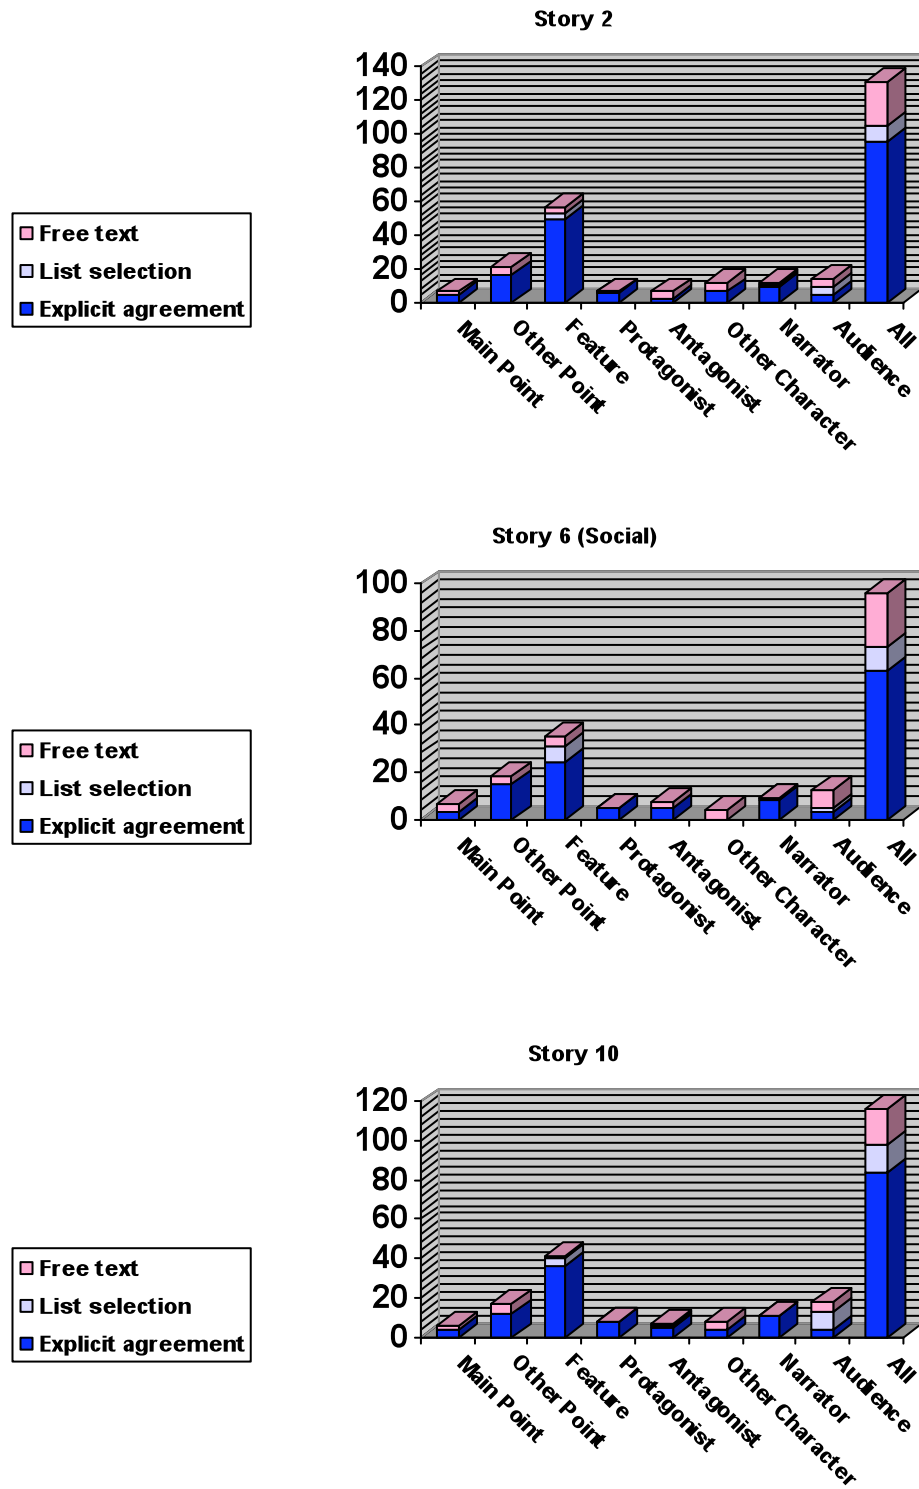 Story 2
140
120
100
80
60
40
20
0
Free text
List selection
Explicit agreement
Main Point
Other Point
Feature
Protagonist
Antagonist
Other Character
Narrator
Audience
All
Story 6 (Social)
100
80
60
40
20
0
Free text
List selection
Explicit agreement
Main Point
Other Point
Feature
Protagonist
Antagonist
Other Character
Narrator
Audience
All
Story 10
120
100
80
60
40
20
0
Free text
List selection
Explicit agreement
Main Point
Other Point
Feature
Protagonist
Antagonist
Other Character
Narrator
Audience
All